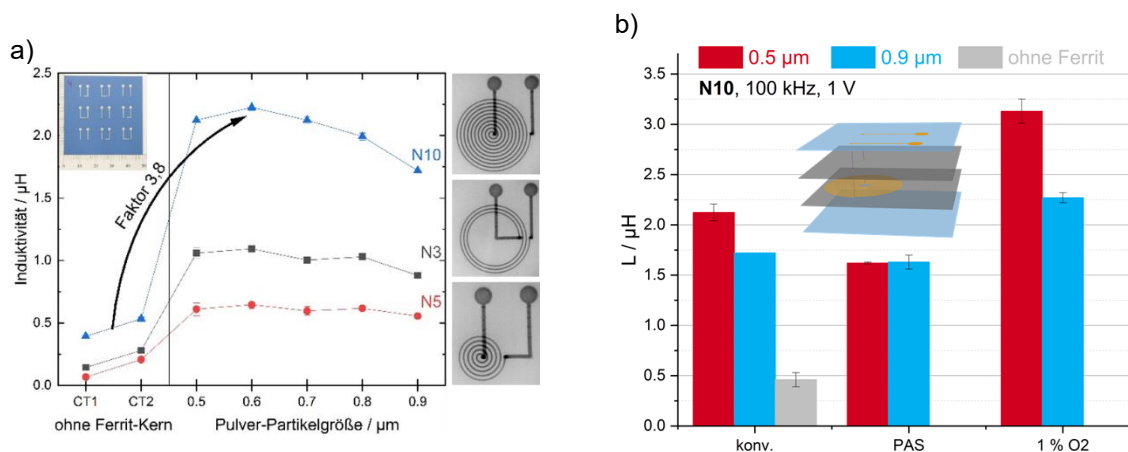 a)
Induktivität / µH
2.5
2.0
1.5
1.0
0.5
0.0
Faktor 3,8
N10
N3
N5
CT1 CT2 0.5 0.6 0.7 0.8 0.9
ohne Ferrit-Kern Pulver-Partikelgröße / µm
b)
0.5 µm 0.9 µm ohne Ferrit
N10, 100 kHz, 1 V
L / µH
3.5
3.0
2.5
2.0
1.5
1.0
0.5
0.0
konv. PAS 1 % O2